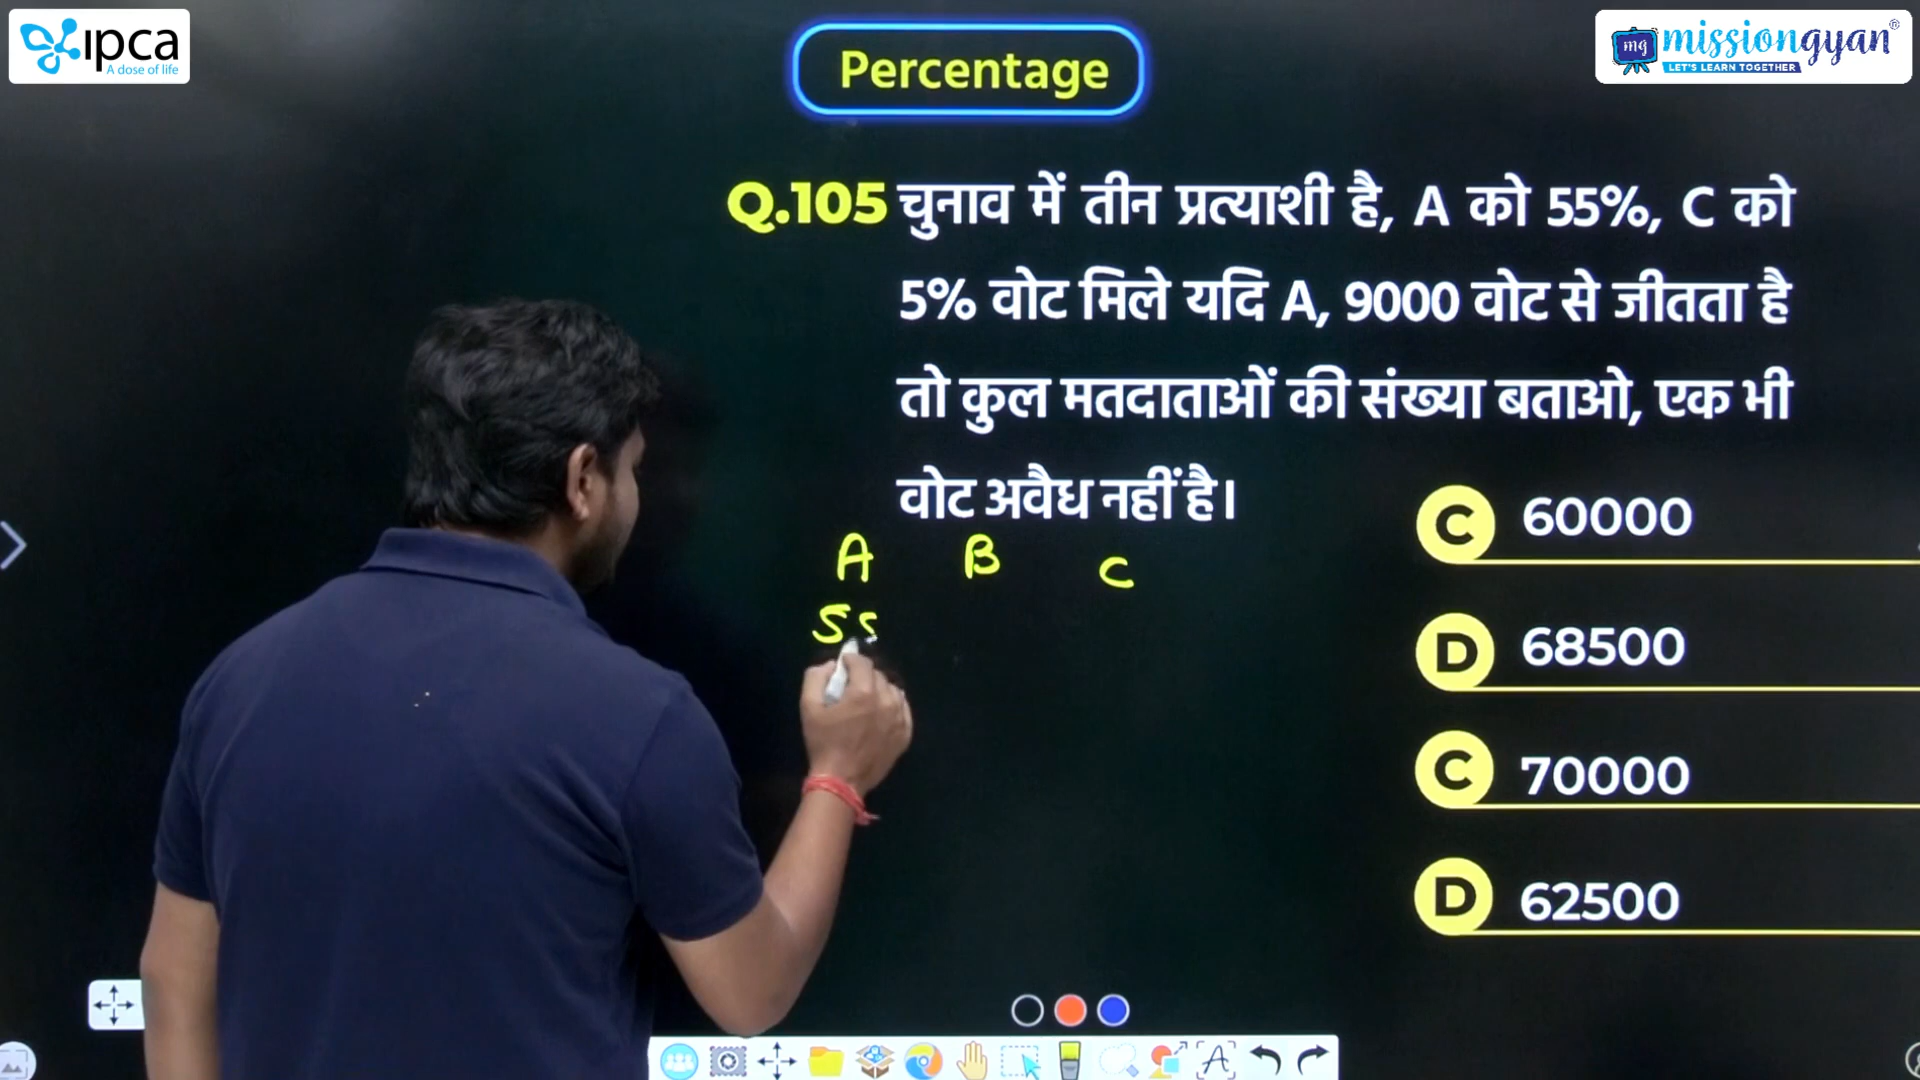 ipca
A dose of life
Percentage
mg missiongyan®
LET'S LEARN TOGETHER
Q.105 चुनाव में तीन प्रत्याशी है, A को 55%, C को
5% वोट मिले यदि A, 9000 वोट से जीतता है
तो कुल मतदाताओं की संख्या बताओ, एक भी
वोट अवैध नहीं है।
A B C
55
C 60000
D 68500
C 70000
D 62500